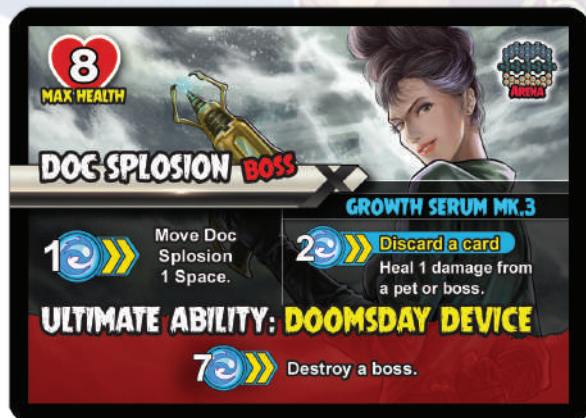 8
MAX HEALTH
ARENA
DOC SPLOSION BOSS
GROWTH SERUM MK.3
1
Move Doc
Splosion
1 Space.
2
Discard a card
Heal 1 damage from
a pet or boss.
ULTIMATE ABILITY: DOOMSDAY DEVICE
7
Destroy a boss.